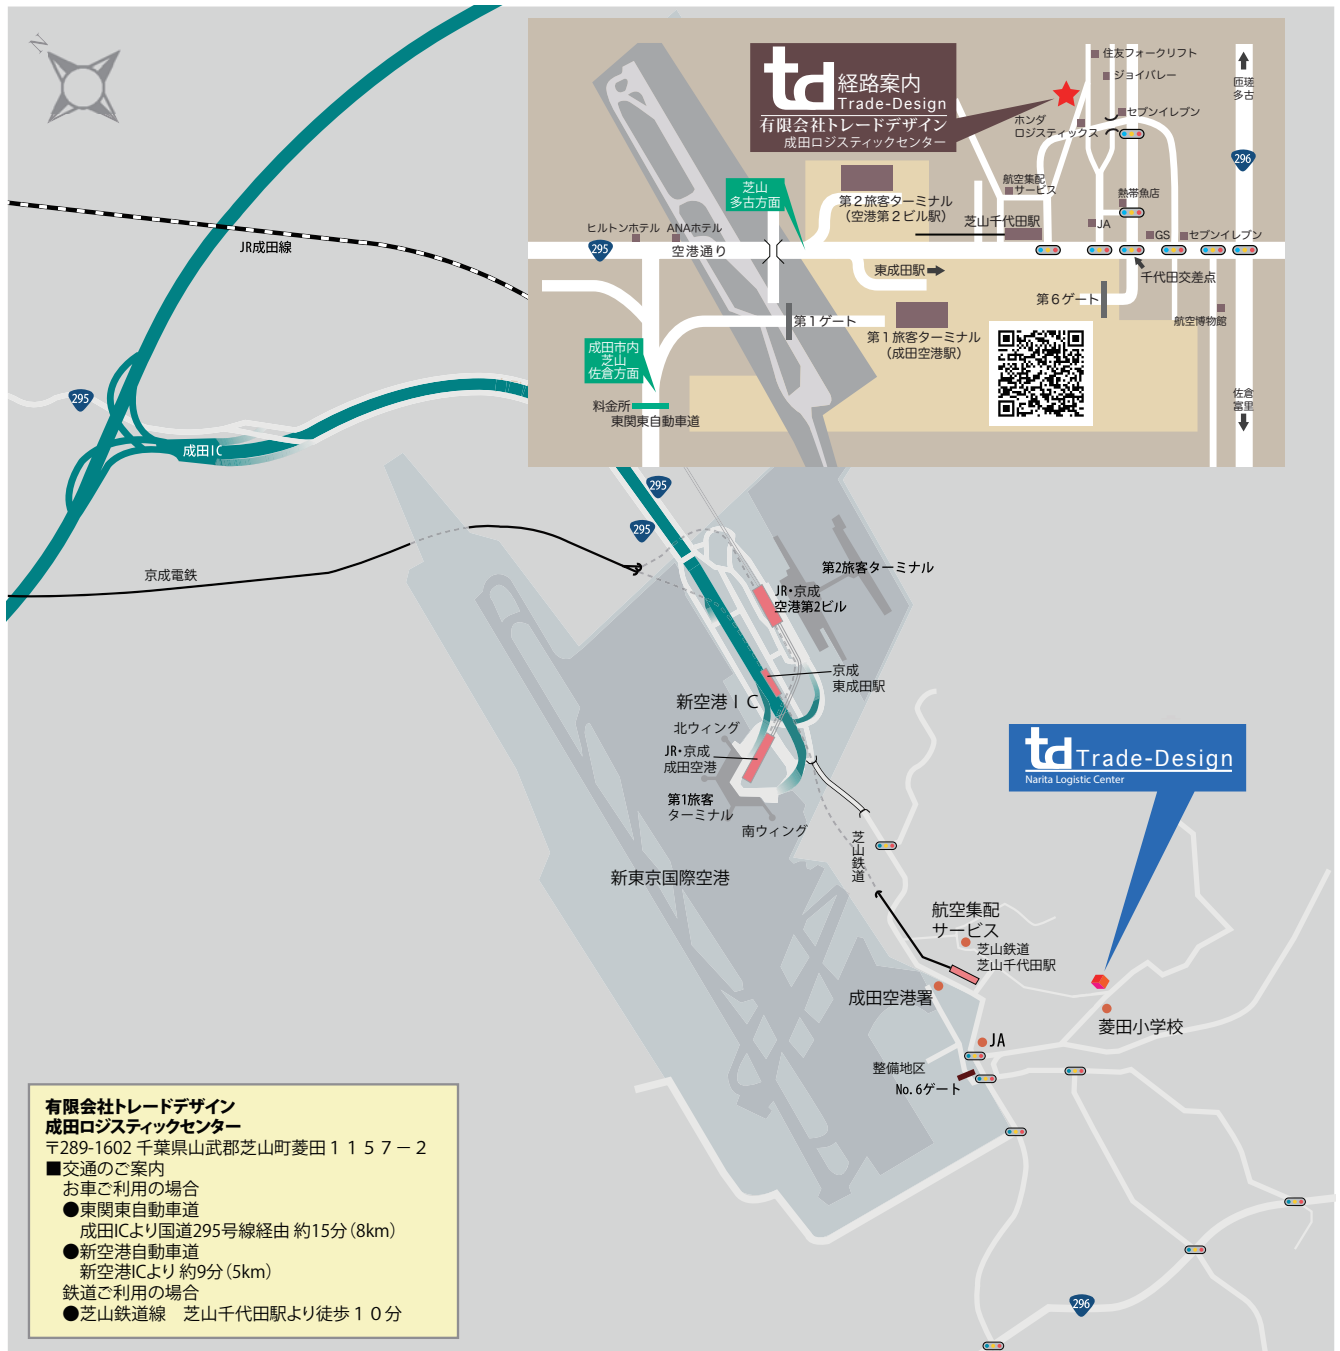 N
td
経路案内
Trade-Design
有限会社トレードデザイン
成田ロジスティックセンター
住友フォークリフト
ジョイバレー
セブンイレブン
ホンダ
ロジスティックス
匝瑳
多古
296
航空集配
サービス
熱帯魚店
芝山
多古方面
第２旅客ターミナル
（空港第２ビル駅）
芝山千代田駅
JA
GS
セブンイレブン
ヒルトンホテル
ANAホテル
295
空港通り
東成田駅
千代田交差点
第６ゲート
第１ゲート
第１旅客ターミナル
（成田空港駅）
航空博物館
成田市内
芝山
佐倉方面
料金所
東関東自動車道
佐倉
富里
JR成田線
295
成田IC
295
295
京成電鉄
第2旅客ターミナル
JR・京成
空港第2ビル
京成
東成田駅
新空港ＩＣ
北ウィング
JR・京成
成田空港
第1旅客
ターミナル
南ウィング
新東京国際空港
芝山鉄道
td Trade-Design
Narita Logistic Center
航空集配
サービス
芝山鉄道
芝山千代田駅
成田空港署
菱田小学校
JA
整備地区
No.6ゲート
296
有限会社トレードデザイン
成田ロジスティックセンター
〒289-1602 千葉県山武郡芝山町菱田１１５７－２
■交通のご案内
お車ご利用の場合
●東関東自動車道
成田ICより国道295号線経由 約15分（8km）
●新空港自動車道
新空港ICより 約9分（5km）
鉄道ご利用の場合
●芝山鉄道線　芝山千代田駅より徒歩１０分